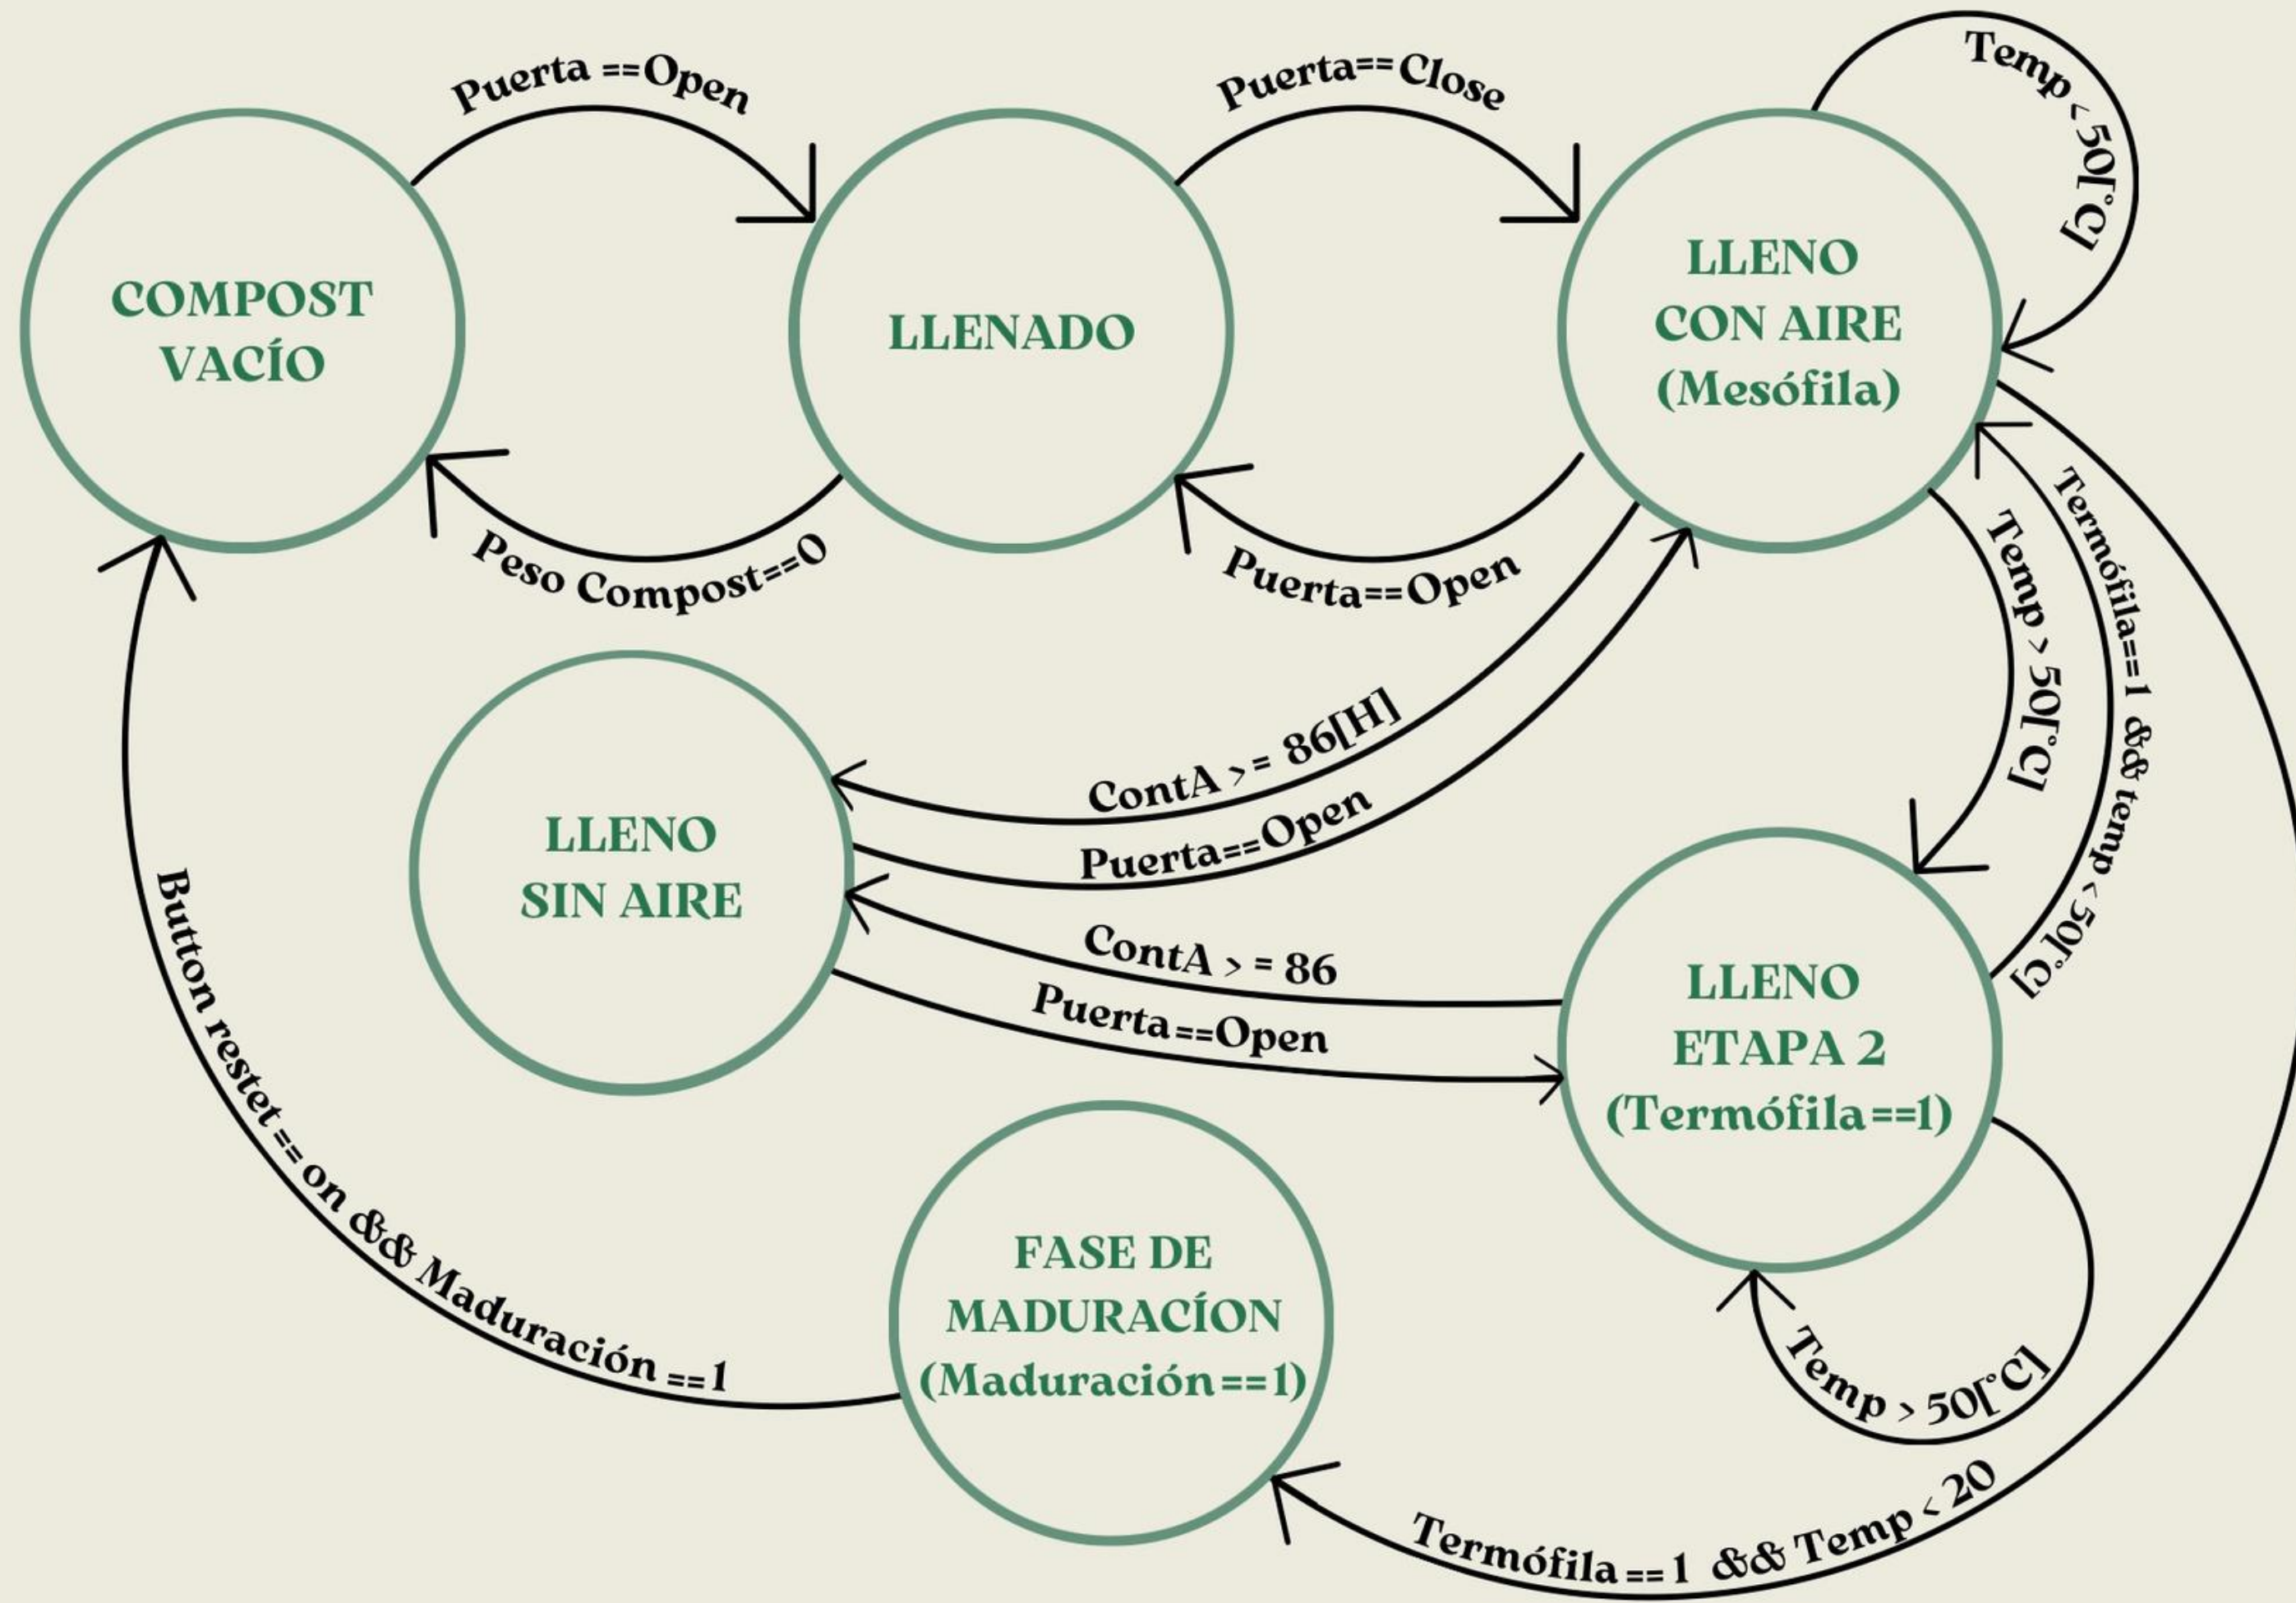 Puerta ==Open
Puerta==Close
Temp < 50[°C]
COMPOST
VACÍO
LLENADO
LLENO
CON AIRE
(Mesófila)
Peso Compost==0
Puerta==Open
Temp > 50[°C]
Termófila==1 && temp < 50[°C]
ContA > = 86[H]
Puerta==Open
LLENO
SIN AIRE
ContA > = 86
Puerta==Open
LLENO
ETAPA 2
(Termófila==1)
Button restet == on && Maduración ==1
FASE DE
MADURACÍON
(Maduración==1)
Temp > 50[°C]
Termófila == 1 && Temp < 20